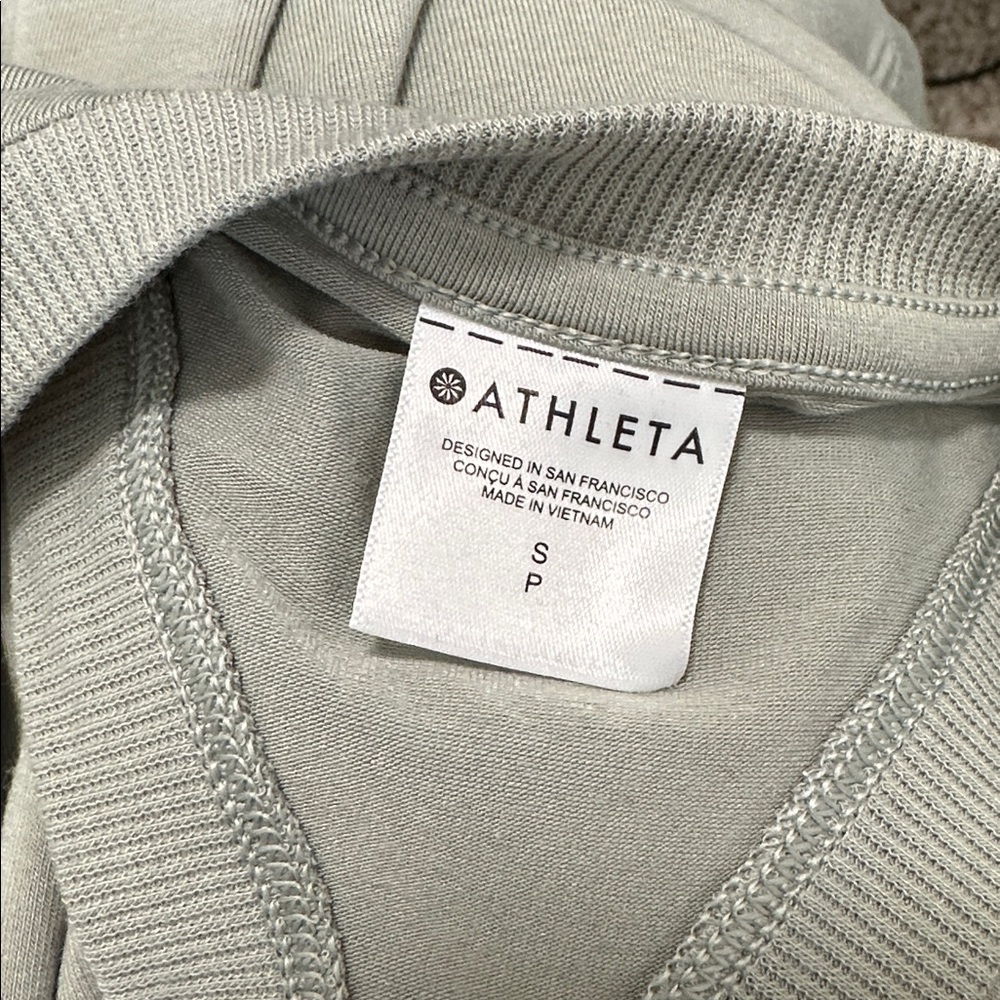 ATHLETA
DESIGNED IN SAN FRANCISCO
CONÇU À SAN FRANCISCO
MADE IN VIETNAM
S
P